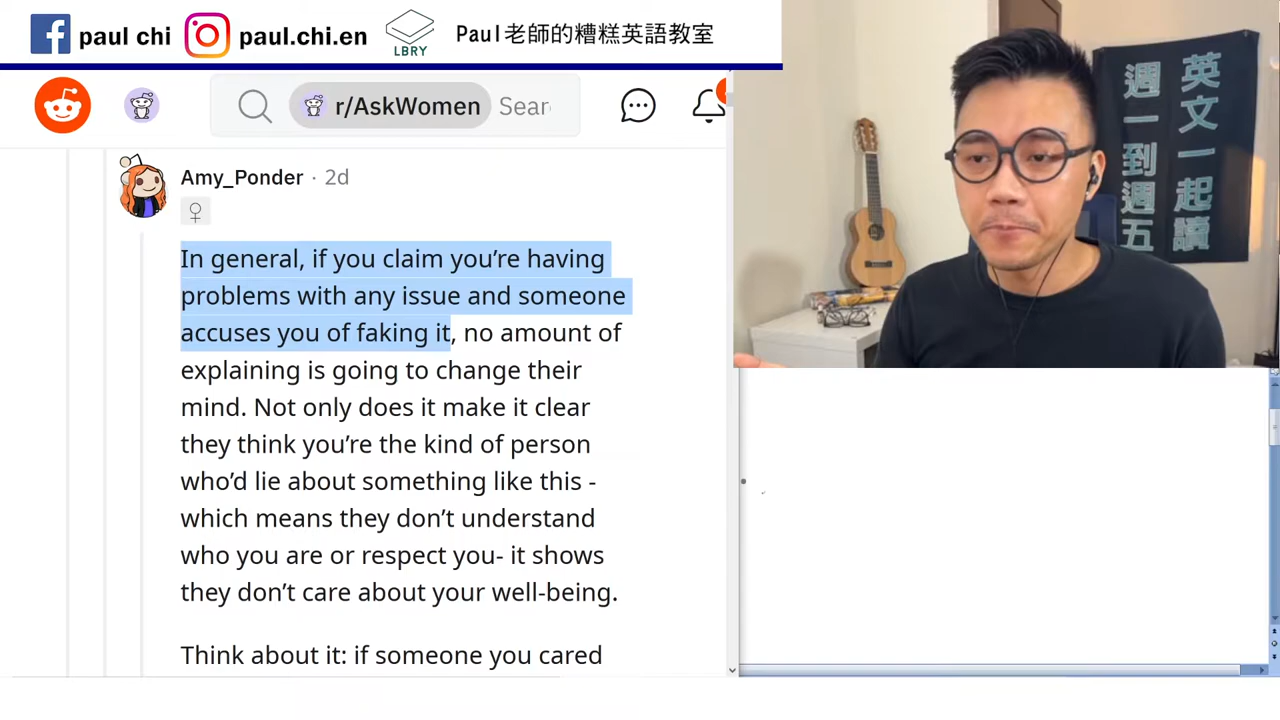 paul chi paul.chi.en LBRY Paul老師的糟糕英語教室
r/AskWomen Sear
Amy_Ponder · 2d
♀
In general, if you claim you’re having
problems with any issue and someone
accuses you of faking it, no amount of
explaining is going to change their
mind. Not only does it make it clear
they think you’re the kind of person
who’d lie about something like this -
which means they don’t understand
who you are or respect you- it shows
they don’t care about your well-being.
Think about it: if someone you cared
英文一起讀
週一到週五